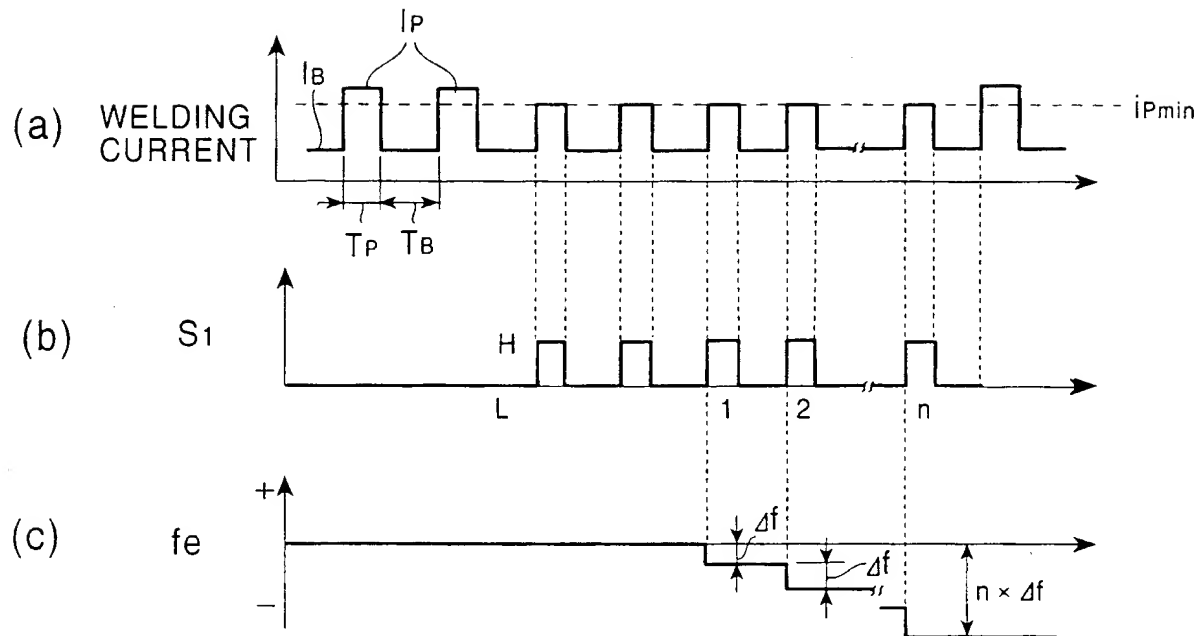 IP
IB
(a) WELDING CURRENT
iPmin
TP TB
(b) S1
H
L 1 2 n
+
(c) fe
Δf
Δf
n × Δf
−